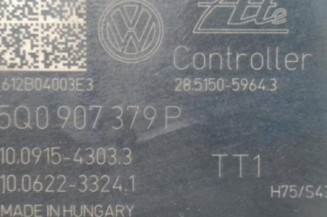 Ate
Controller
612B04003E3 28.5150-5964.3
5Q0 907 379 P
10.0915-4303.3 TT1
10.0622-3324.1 H75/S43
MADE IN HUNGARY